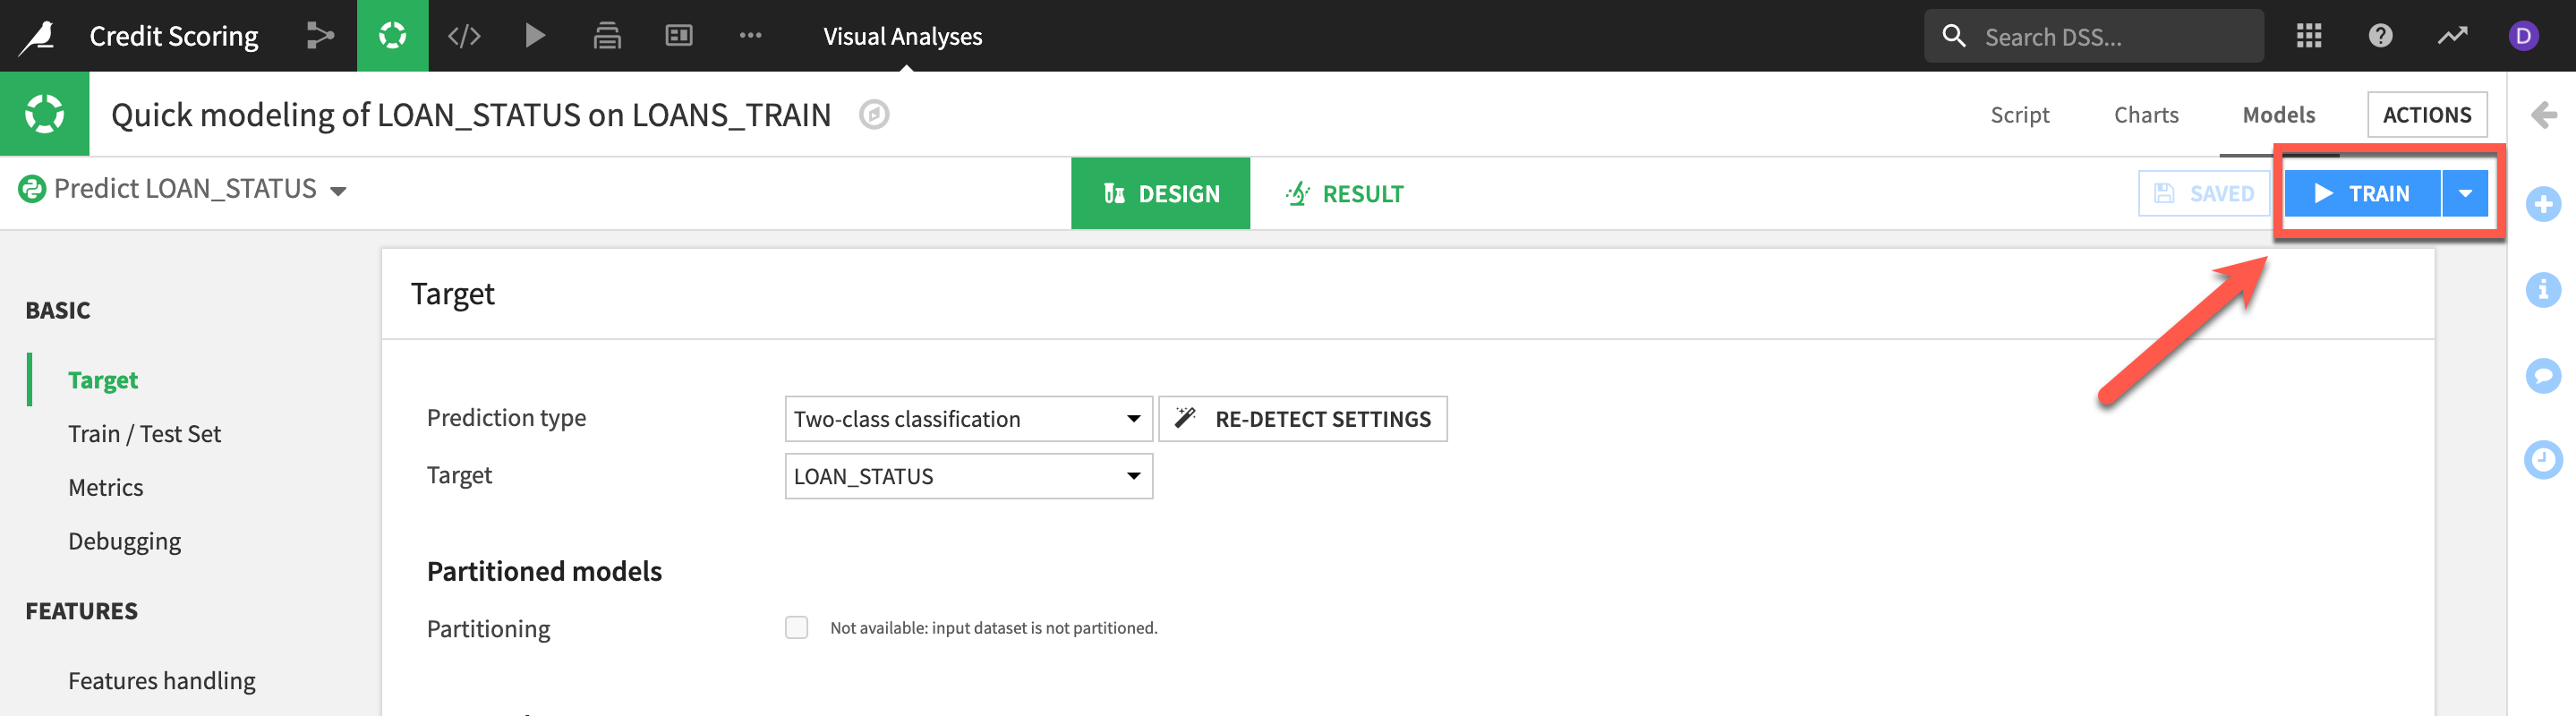 Credit Scoring
Visual Analyses
Search DSS...
D
Quick modeling of LOAN_STATUS on LOANS_TRAIN
Script
Charts
Models
ACTIONS
Predict LOAN_STATUS
DESIGN
RESULT
SAVED
TRAIN
BASIC
Target
Train / Test Set
Metrics
Debugging
FEATURES
Features handling
Target
Prediction type
Two-class classification
RE-DETECT SETTINGS
Target
LOAN_STATUS
Partitioned models
Partitioning
Not available: input dataset is not partitioned.